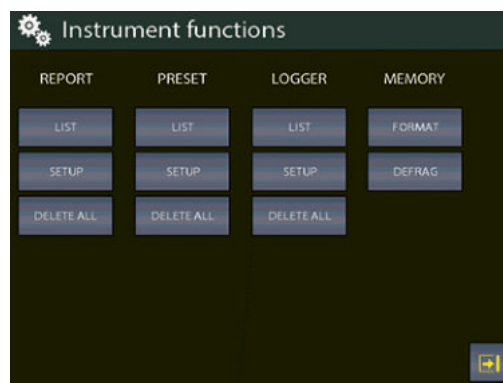 Instrument functions
REPORT PRESET LOGGER MEMORY
LIST LIST LIST FORMAT
SETUP SETUP SETUP DEFRAG
DELETE ALL DELETE ALL DELETE ALL